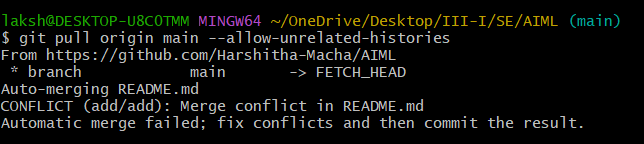 laksh@DESKTOP-U8C0TMM MINGW64 ~/OneDrive/Desktop/III-I/SE/AIML (main)
$ git pull origin main --allow-unrelated-histories
From https://github.com/Harshitha-Macha/AIML
 * branch            main       -> FETCH_HEAD
Auto-merging README.md
CONFLICT (add/add): Merge conflict in README.md
Automatic merge failed; fix conflicts and then commit the result.